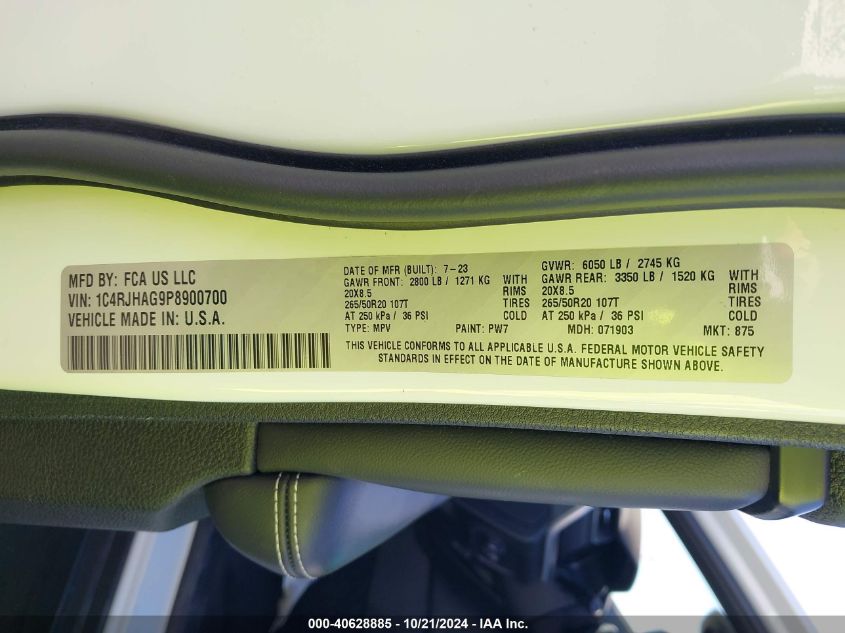 MFD BY: FCA US LLC
VIN: 1C4RJHAG9P8900700
VEHICLE MADE IN: U.S.A.
DATE OF MFR (BUILT): 7-23
GAWR FRONT: 2800 LB / 1271 KG WITH
20X8.5 RIMS
265/50R20 107T TIRES
AT 250 kPa / 36 PSI COLD
TYPE: MPV PAINT: PW7
GVWR: 6050 LB / 2745 KG
GAWR REAR: 3350 LB / 1520 KG WITH
20X8.5 RIMS
265/50R20 107T TIRES
AT 250 kPa / 36 PSI COLD
MDH: 071903 MKT: 875
THIS VEHICLE CONFORMS TO ALL APPLICABLE U.S.A. FEDERAL MOTOR VEHICLE SAFETY
STANDARDS IN EFFECT ON THE DATE OF MANUFACTURE SHOWN ABOVE.
000-40628885 - 10/21/2024 - IAA Inc.